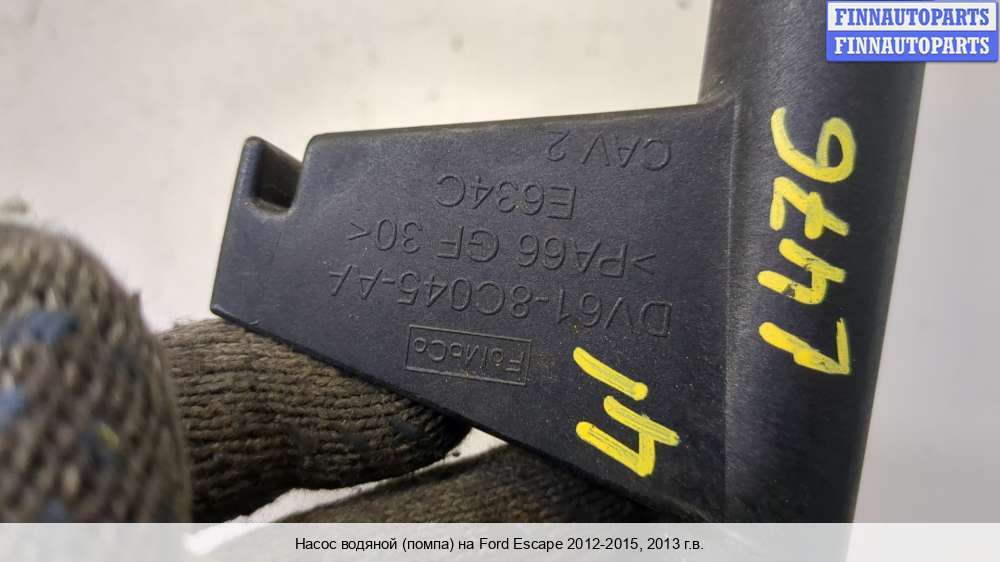 FINNAUTOPARTS
FINNAUTOPARTS
FoMoCo
DV61-8C045-AA
>PA66 GF 30<
E634C
CAV 2
41
L476
Насос водяной (помпа) на Ford Escape 2012-2015, 2013 г.в.